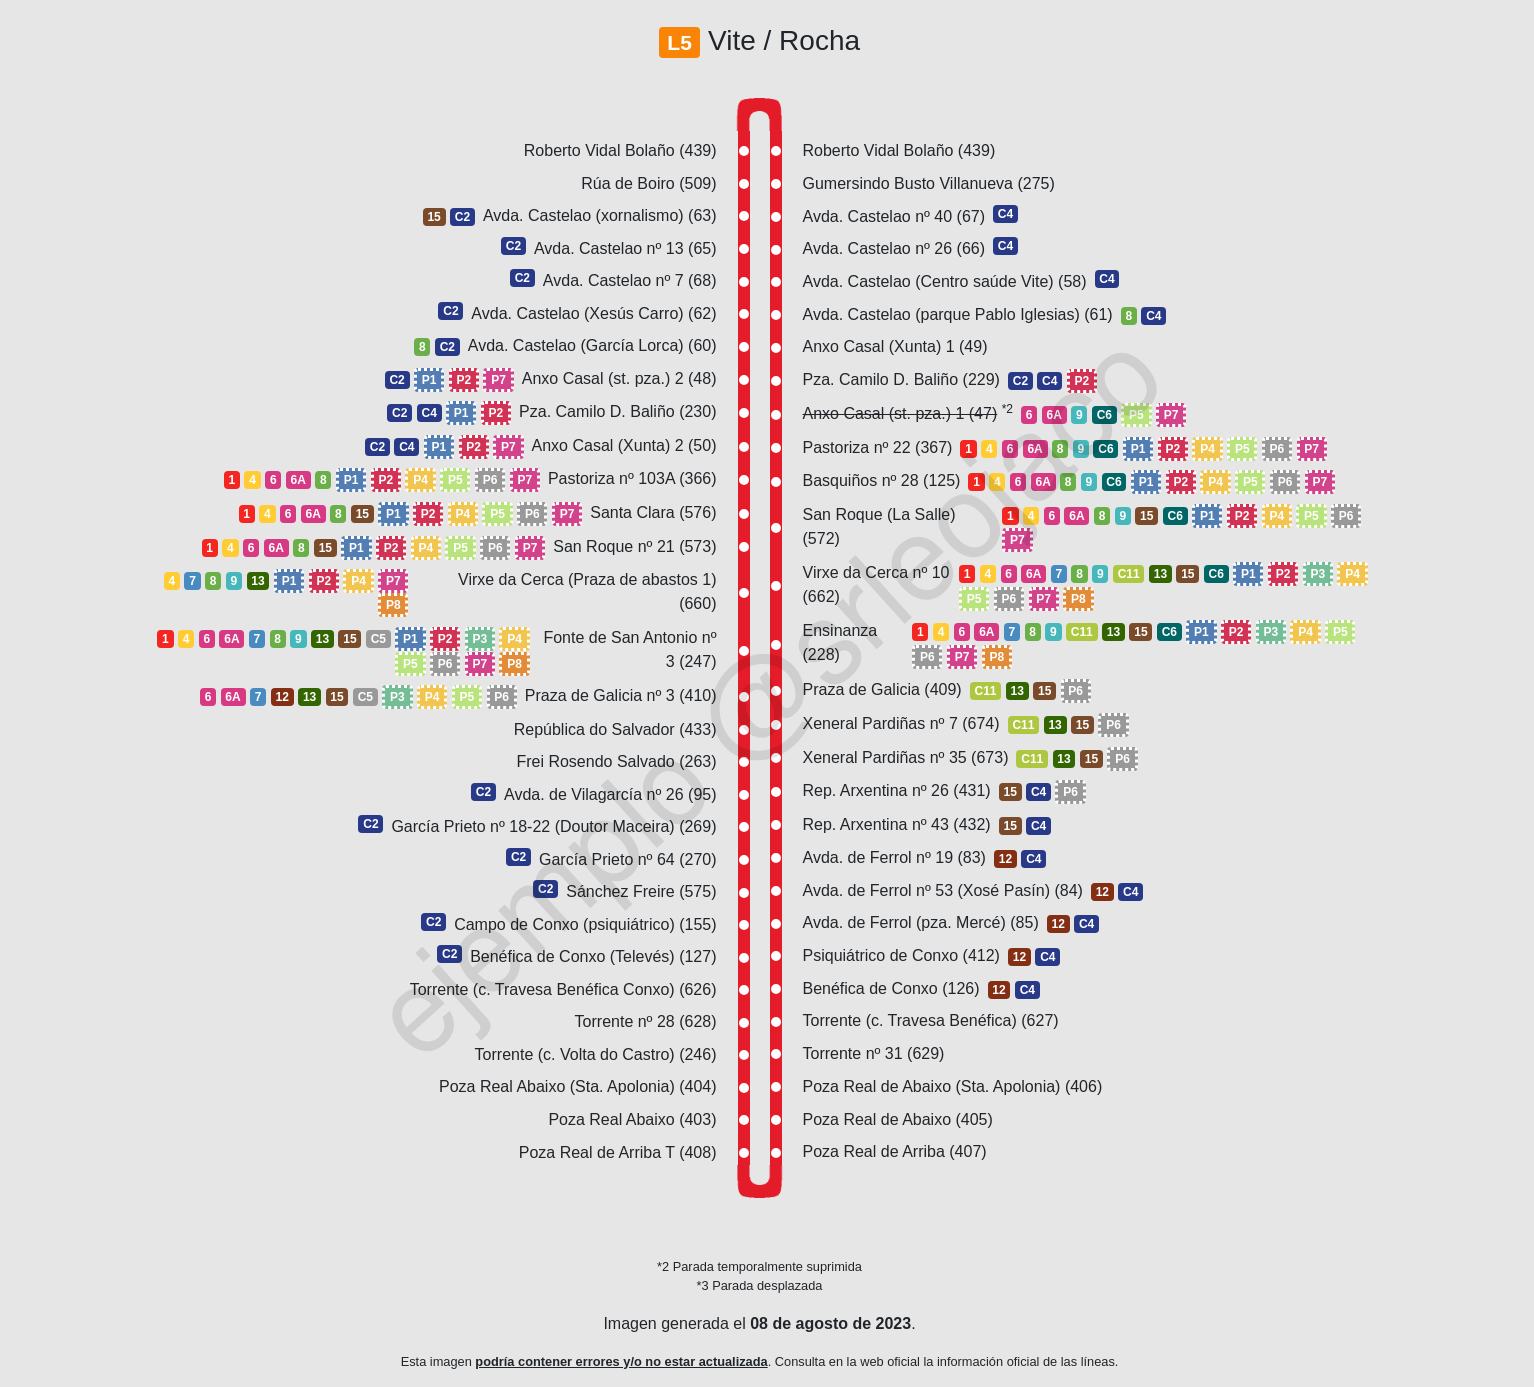 L5 Vite / Rocha
Roberto Vidal Bolaño (439)
Rúa de Boiro (509)
15 C2 Avda. Castelao (xornalismo) (63)
C2 Avda. Castelao nº 13 (65)
C2 Avda. Castelao nº 7 (68)
C2 Avda. Castelao (Xesús Carro) (62)
8 C2 Avda. Castelao (García Lorca) (60)
C2 P1 P2 P7 Anxo Casal (st. pza.) 2 (48)
C2 C4 P1 P2 Pza. Camilo D. Baliño (230)
C2 C4 P1 P2 P7 Anxo Casal (Xunta) 2 (50)
1 4 6 6A 8 P1 P2 P4 P5 P6 P7 Pastoriza nº 103A (366)
1 4 6 6A 8 15 P1 P2 P4 P5 P6 P7 Santa Clara (576)
1 4 6 6A 8 15 P1 P2 P4 P5 P6 P7 San Roque nº 21 (573)
4 7 8 9 13 P1 P2 P4 P7 Virxe da Cerca (Praza de abastos 1)
P8 (660)
1 4 6 6A 7 8 9 13 15 C5 P1 P2 P3 P4 Fonte de San Antonio nº
P5 P6 P7 P8 3 (247)
6 6A 7 12 13 15 C5 P3 P4 P5 P6 Praza de Galicia nº 3 (410)
República do Salvador (433)
Frei Rosendo Salvado (263)
C2 Avda. de Vilagarcía nº 26 (95)
C2 García Prieto nº 18-22 (Doutor Maceira) (269)
C2 García Prieto nº 64 (270)
C2 Sánchez Freire (575)
C2 Campo de Conxo (psiquiátrico) (155)
C2 Benéfica de Conxo (Televés) (127)
Torrente (c. Travesa Benéfica Conxo) (626)
Torrente nº 28 (628)
Torrente (c. Volta do Castro) (246)
Poza Real Abaixo (Sta. Apolonia) (404)
Poza Real Abaixo (403)
Poza Real de Arriba T (408)
Roberto Vidal Bolaño (439)
Gumersindo Busto Villanueva (275)
Avda. Castelao nº 40 (67) C4
Avda. Castelao nº 26 (66) C4
Avda. Castelao (Centro saúde Vite) (58) C4
Avda. Castelao (parque Pablo Iglesias) (61) 8 C4
Anxo Casal (Xunta) 1 (49)
Pza. Camilo D. Baliño (229) C2 C4 P2
Anxo Casal (st. pza.) 1 (47) *2 6 6A 9 C6 P5 P7
Pastoriza nº 22 (367) 1 4 6 6A 8 9 C6 P1 P2 P4 P5 P6 P7
Basquiños nº 28 (125) 1 4 6 6A 8 9 C6 P1 P2 P4 P5 P6 P7
San Roque (La Salle) 1 4 6 6A 8 9 15 C6 P1 P2 P4 P5 P6
(572) P7
Virxe da Cerca nº 10 1 4 6 6A 7 8 9 C11 13 15 C6 P1 P2 P3 P4
(662) P5 P6 P7 P8
Ensinanza 1 4 6 6A 7 8 9 C11 13 15 C6 P1 P2 P3 P4 P5
(228) P6 P7 P8
Praza de Galicia (409) C11 13 15 P6
Xeneral Pardiñas nº 7 (674) C11 13 15 P6
Xeneral Pardiñas nº 35 (673) C11 13 15 P6
Rep. Arxentina nº 26 (431) 15 C4 P6
Rep. Arxentina nº 43 (432) 15 C4
Avda. de Ferrol nº 19 (83) 12 C4
Avda. de Ferrol nº 53 (Xosé Pasín) (84) 12 C4
Avda. de Ferrol (pza. Mercé) (85) 12 C4
Psiquiátrico de Conxo (412) 12 C4
Benéfica de Conxo (126) 12 C4
Torrente (c. Travesa Benéfica) (627)
Torrente nº 31 (629)
Poza Real de Abaixo (Sta. Apolonia) (406)
Poza Real de Abaixo (405)
Poza Real de Arriba (407)
ejemplo @srleojaco
*2 Parada temporalmente suprimida
*3 Parada desplazada
Imagen generada el 08 de agosto de 2023.
Esta imagen podría contener errores y/o no estar actualizada. Consulta en la web oficial la información oficial de las líneas.